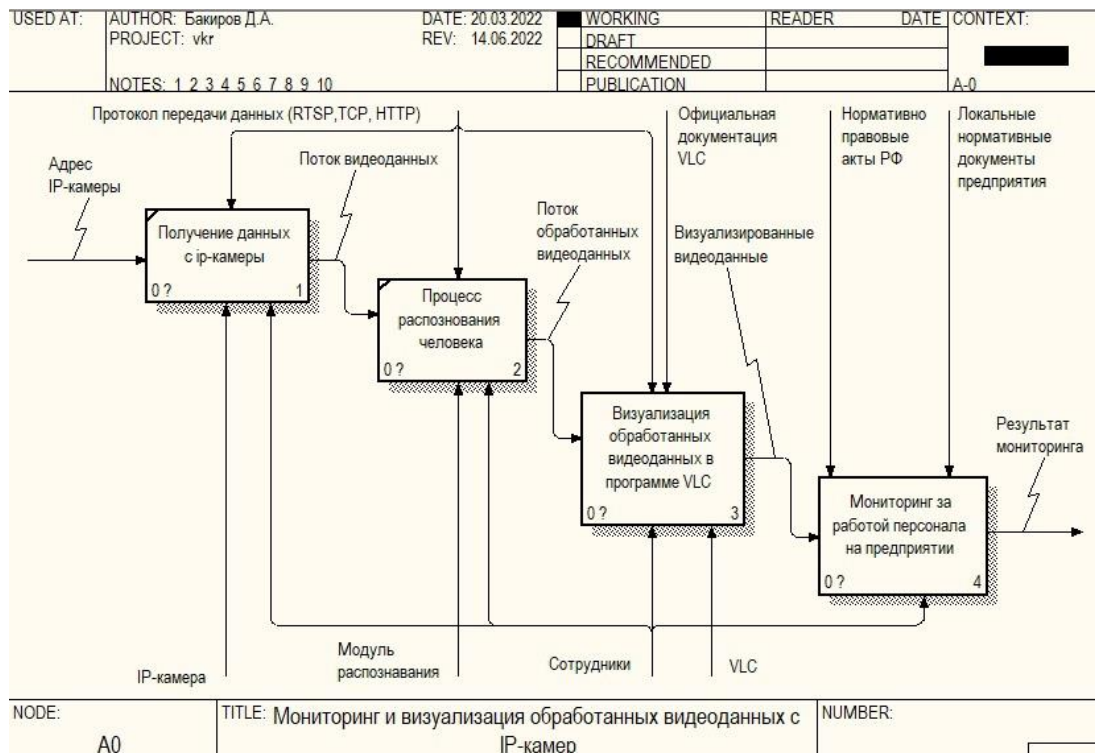 USED AT:
AUTHOR: Бакиров Д.А.
DATE: 20.03.2022
WORKING
READER
DATE
CONTEXT:
PROJECT: vkr
REV: 14.06.2022
DRAFT
RECOMMENDED
NOTES: 1 2 3 4 5 6 7 8 9 10
PUBLICATION
A-0
Протокол передачи данных (RTSP,TCP, HTTP)
Официальная
документация
VLC
Нормативно
правовые
акты РФ
Локальные
нормативные
документы
предприятия
Адрес
IP-камеры
Поток видеоданных
Поток
обработанных
видеоданных
Визуализированные
видеоданные
Получение данных
с ip-камеры
0 ?
1
Процесс
распознования
человека
0 ?
2
Визуализация
обработанных
видеоданных в
программе VLC
0 ?
3
Результат
мониторинга
Мониторинг за
работой персонала
на предприятии
0 ?
4
IP-камера
Модуль
распознавания
Сотрудники
VLC
NODE:
A0
TITLE: Мониторинг и визуализация обработанных видеоданных с
IP-камер
NUMBER: